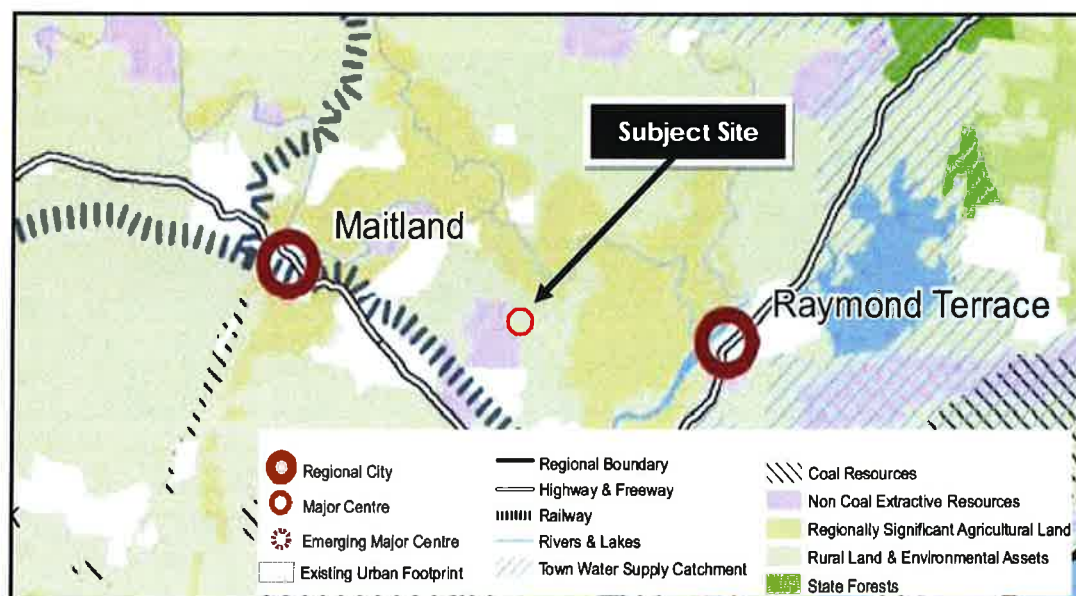 Subject Site
Maitland
Raymond Terrace
Regional City
Major Centre
Emerging Major Centre
Existing Urban Footprint
Regional Boundary
Highway & Freeway
Railway
Rivers & Lakes
Town Water Supply Catchment
Coal Resources
Non Coal Extractive Resources
Regionally Significant Agricultural Land
Rural Land & Environmental Assets
State Forests